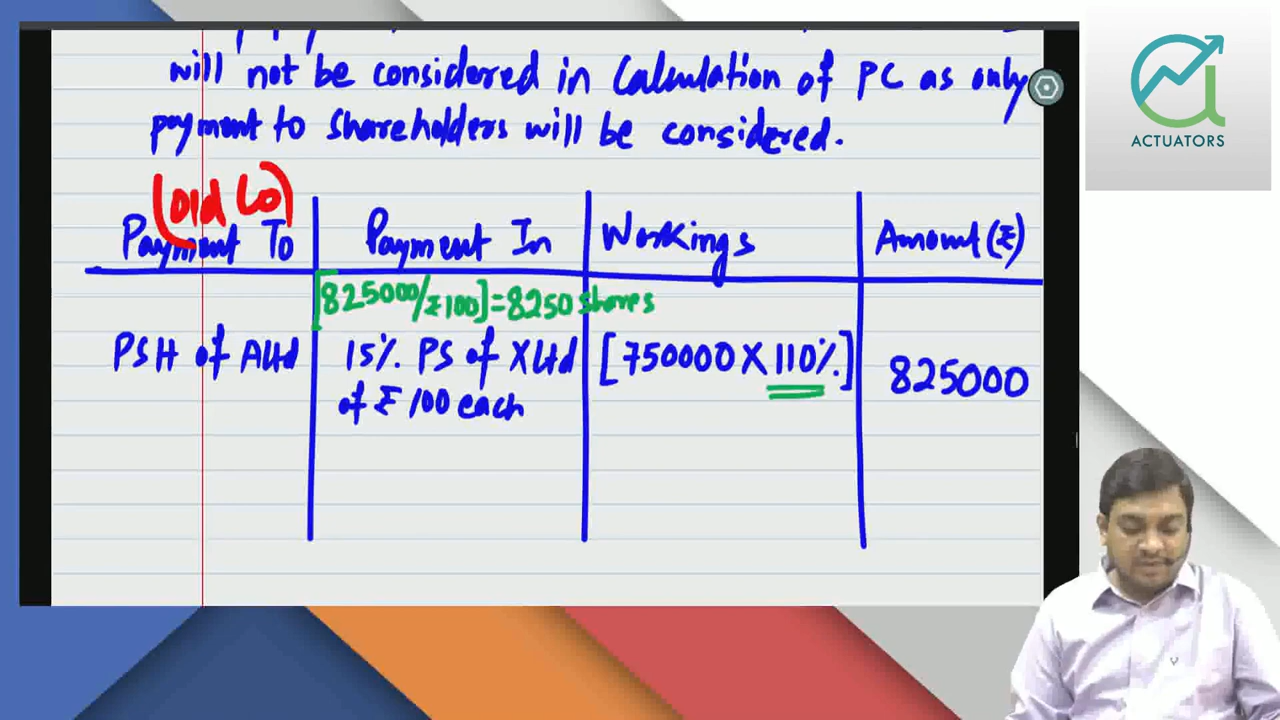 will not be considered in Calculation of PC as only
payment to shareholders will be considered.
(Old Co)
Payment To Payment In Workings Amount (₹)
[825000/₹100] = 8250 shares
PSH of A Ltd 15% PS of X Ltd [750000 X 110%] 825000
of ₹ 100 each
ACTUATORS